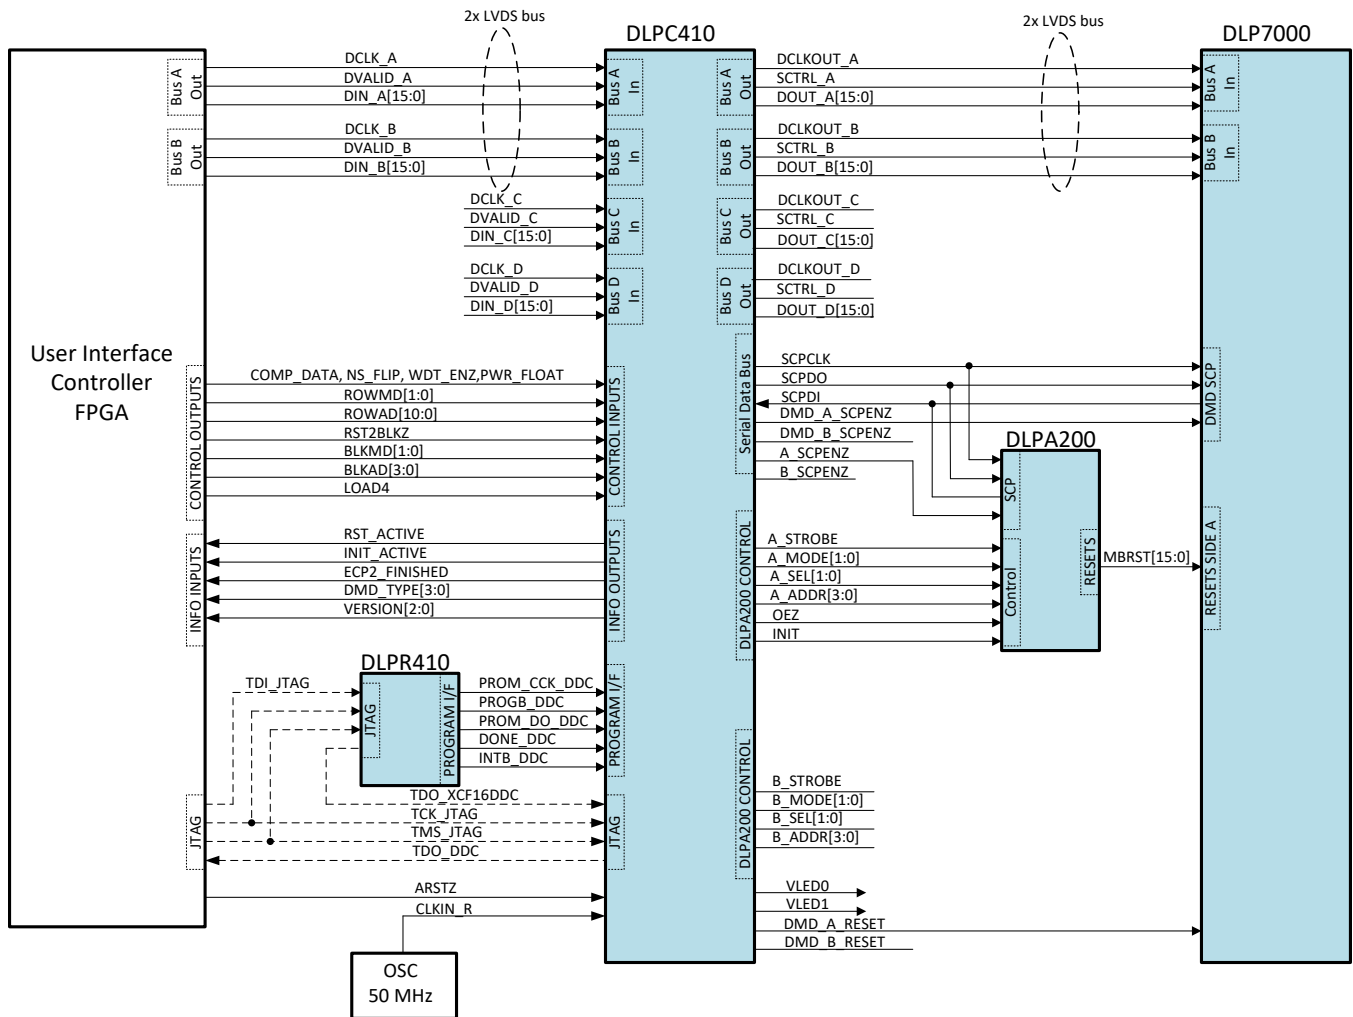 2x LVDS bus
2x LVDS bus
DLPC410
DLP7000
User Interface
Controller
FPGA
Bus A
Out
Bus B
Out
CONTROL OUTPUTS
INFO INPUTS
JTAG
DCLK_A
DVALID_A
DIN_A[15:0]
DCLK_B
DVALID_B
DIN_B[15:0]
DCLK_C
DVALID_C
DIN_C[15:0]
DCLK_D
DVALID_D
DIN_D[15:0]
COMP_DATA, NS_FLIP, WDT_ENZ,PWR_FLOAT
ROWMD[1:0]
ROWAD[10:0]
RST2BLKZ
BLKMD[1:0]
BLKAD[3:0]
LOAD4
RST_ACTIVE
INIT_ACTIVE
ECP2_FINISHED
DMD_TYPE[3:0]
VERSION[2:0]
DLPR410
JTAG
PROGRAM I/F
TDI_JTAG
PROM_CCK_DDC
PROGB_DDC
PROM_DO_DDC
DONE_DDC
INTB_DDC
TDO_XCF16DDC
TCK_JTAG
TMS_JTAG
TDO_DDC
ARSTZ
CLKIN_R
OSC
50 MHz
Bus A
In
Bus B
In
Bus C
In
Bus D
In
CONTROL INPUTS
INFO OUTPUTS
PROGRAM I/F
JTAG
Bus A
Out
Bus B
Out
Bus C
Out
Bus D
Out
Serial Data Bus
DLPA200 CONTROL
DLPA200 CONTROL
DCLKOUT_A
SCTRL_A
DOUT_A[15:0]
DCLKOUT_B
SCTRL_B
DOUT_B[15:0]
DCLKOUT_C
SCTRL_C
DOUT_C[15:0]
DCLKOUT_D
SCTRL_D
DOUT_D[15:0]
SCPCLK
SCPDO
SCPDI
DMD_A_SCPENZ
DMD_B_SCPENZ
A_SCPENZ
B_SCPENZ
A_STROBE
A_MODE[1:0]
A_SEL[1:0]
A_ADDR[3:0]
OEZ
INIT
B_STROBE
B_MODE[1:0]
B_SEL[1:0]
B_ADDR[3:0]
VLED0
VLED1
DMD_A_RESET
DMD_B_RESET
DLPA200
SCP
Control
RESETS
MBRST[15:0]
Bus A
In
Bus B
In
DMD SCP
RESETS SIDE A